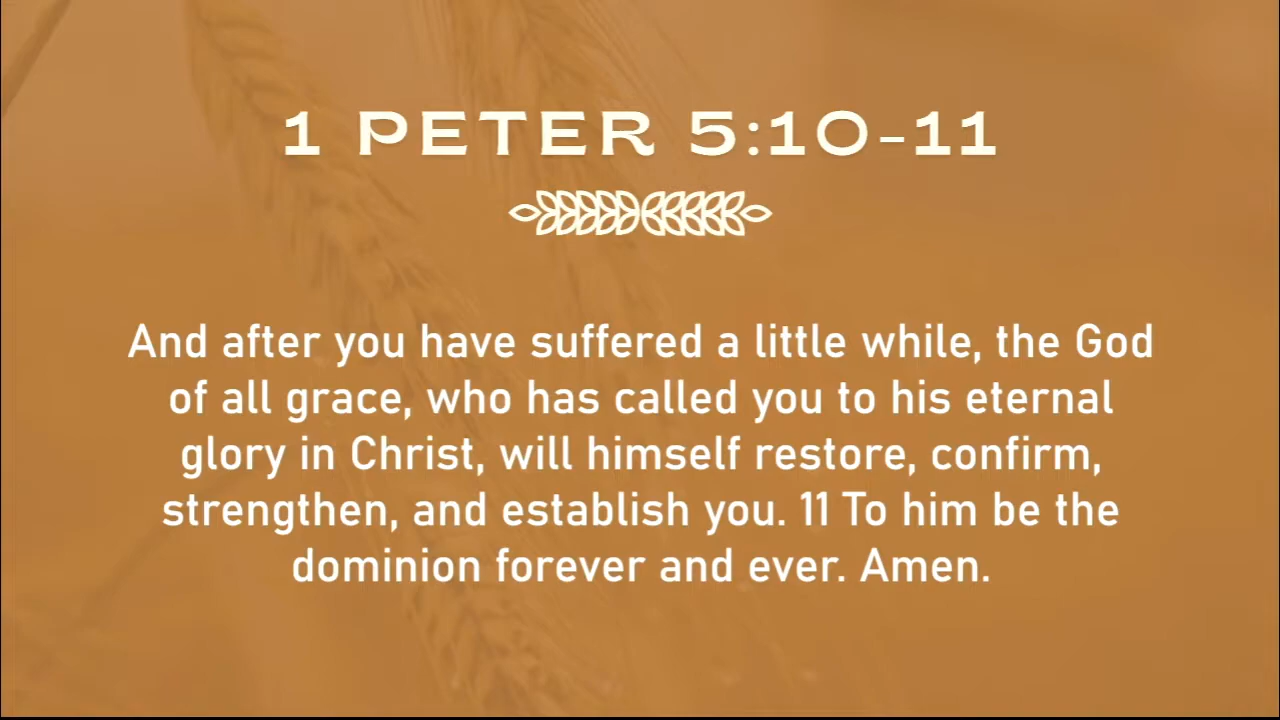 1 PETER 5:10-11
And after you have suffered a little while, the God
of all grace, who has called you to his eternal
glory in Christ, will himself restore, confirm,
strengthen, and establish you. 11 To him be the
dominion forever and ever. Amen.